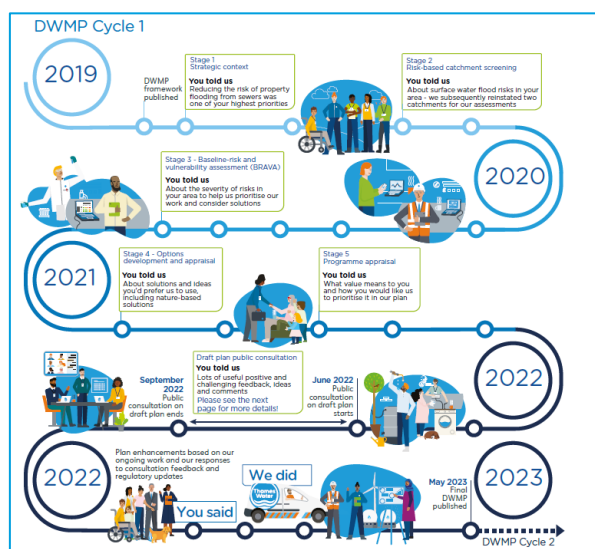 DWMP Cycle 1
2019
DWMP
framework
published
Stage 1
Strategic context
You told us
Reducing the risk of property
flooding from sewers was
one of your highest priorities
Stage 2
Risk-based catchment screening
You told us
About surface water flood risks in your
area - we subsequently reinstated two
catchments for our assessments
2020
Stage 3 - Baseline-risk and
vulnerability assessment (BRAVA)
You told us
About the severity of risks in
your area to help us prioritise our
work and consider solutions
2021
Stage 4 - Options
development and appraisal
You told us
About solutions and ideas
you'd prefer us to use,
including nature-based
solutions
Stage 5
Programme appraisal
You told us
What value means to you
and how you would like us
to prioritise it in our plan
2022
June 2022
Public
consultation
on draft plan
starts
Draft plan public consultation
You told us
Lots of useful positive and
challenging feedback, ideas
and comments
Please see the next
page for more details!
September
2022
Public
consultation on
draft plan ends
2022
Plan enhancements based on our
ongoing work and our responses
to consultation feedback and
regulatory updates
You said
We did
Thames
Water
May 2023
Final
DWMP
published
2023
DWMP Cycle 2